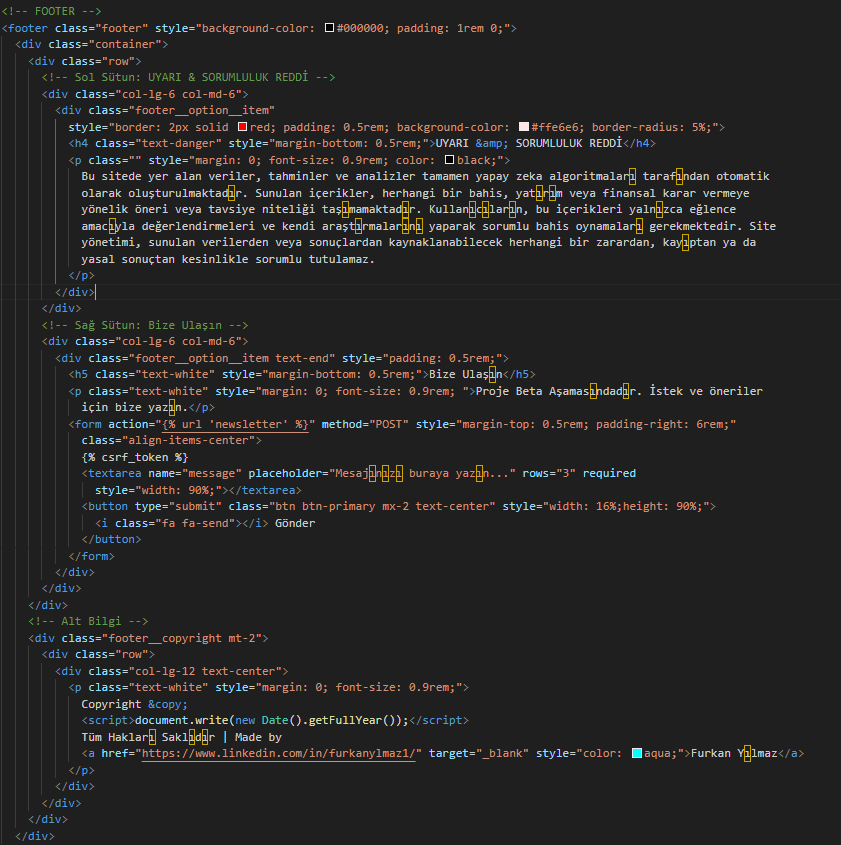 <!-- FOOTER -->
<footer class="footer" style="background-color: #000000; padding: 1rem 0;">
<div class="container">
<div class="row">
<!-- Sol Sütun: UYARI & SORUMLULUK REDDİ -->
<div class="col-lg-6 col-md-6">
<div class="footer__option__item"
style="border: 2px solid red; padding: 0.5rem; background-color: #ffe6e6; border-radius: 5%;">
<h4 class="text-danger" style="margin-bottom: 0.5rem;">UYARI &amp; SORUMLULUK REDDİ</h4>
<p class="" style="margin: 0; font-size: 0.9rem; color: black;">
Bu sitede yer alan veriler, tahminler ve analizler tamamen yapay zeka algoritmaları tarafından otomatik
olarak oluşturulmaktadır. Sunulan içerikler, herhangi bir bahis, yatırım veya finansal karar vermeye
yönelik öneri veya tavsiye niteliği taşımamaktadır. Kullanıcıların, bu içerikleri yalnızca eğlence
amacıyla değerlendirmeleri ve kendi araştırmalarını yaparak sorumlu bahis oynamaları gerekmektedir. Site
yönetimi, sunulan verilerden veya sonuçlardan kaynaklanabilecek herhangi bir zarardan, kayıptan ya da
yasal sonuçtan kesinlikle sorumlu tutulamaz.
</p>
</div>
</div>
<!-- Sağ Sütun: Bize Ulaşın -->
<div class="col-lg-6 col-md-6">
<div class="footer__option__item text-end" style="padding: 0.5rem;">
<h5 class="text-white" style="margin-bottom: 0.5rem;">Bize Ulaşın</h5>
<p class="text-white" style="margin: 0; font-size: 0.9rem; ">Proje Beta Aşamasındadır. İstek ve öneriler
için bize yazın.</p>
<form action="{% url 'newsletter' %}" method="POST" style="margin-top: 0.5rem; padding-right: 6rem;"
class="align-items-center">
{% csrf_token %}
<textarea name="message" placeholder="Mesajınızı buraya yazın..." rows="3" required
style="width: 90%;"></textarea>
<button type="submit" class="btn btn-primary mx-2 text-center" style="width: 16%;height: 90%;">
<i class="fa fa-send"></i> Gönder
</button>
</form>
</div>
</div>
</div>
<!-- Alt Bilgi -->
<div class="footer__copyright mt-2">
<div class="row">
<div class="col-lg-12 text-center">
<p class="text-white" style="margin: 0; font-size: 0.9rem;">
Copyright &copy;
<script>document.write(new Date().getFullYear());</script>
Tüm Hakları Saklıdır | Made by
<a href="https://www.linkedin.com/in/furkanylmaz1/" target="_blank" style="color: aqua;">Furkan Yılmaz</a>
</p>
</div>
</div>
</div>
</div>